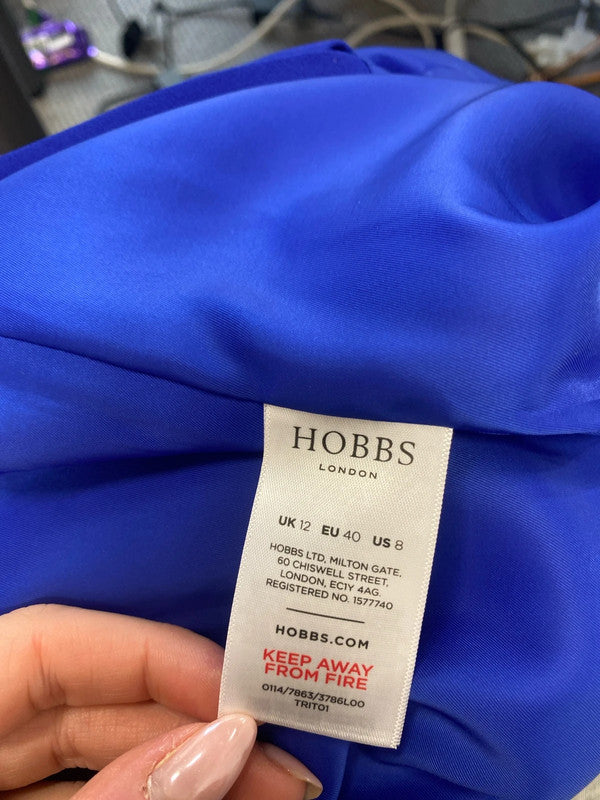 HOBBS
LONDON
UK 12 EU 40 US 8
HOBBS LTD, MILTON GATE,
60 CHISWELL STREET,
LONDON, EC1Y 4AG.
REGISTERED NO. 1577740
HOBBS.COM
KEEP AWAY
FROM FIRE
0114/7863/3786L00
TRIT01